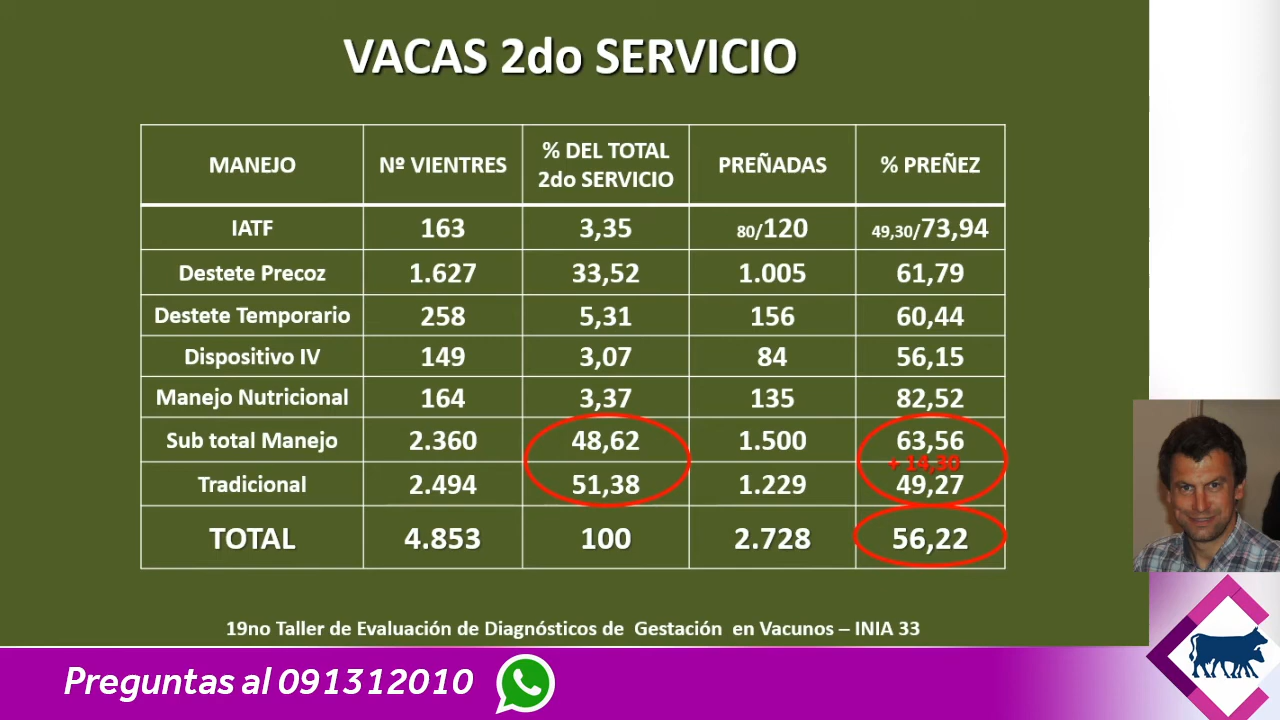 VACAS 2do SERVICIO
MANEJO Nº VIENTRES % DEL TOTAL 2do SERVICIO PREÑADAS % PREÑEZ
IATF 163 3,35 80/120 49,30/73,94
Destete Precoz 1.627 33,52 1.005 61,79
Destete Temporario 258 5,31 156 60,44
Dispositivo IV 149 3,07 84 56,15
Manejo Nutricional 164 3,37 135 82,52
Sub total Manejo 2.360 48,62 1.500 63,56
+ 14,30
Tradicional 2.494 51,38 1.229 49,27
TOTAL 4.853 100 2.728 56,22
19no Taller de Evaluación de Diagnósticos de Gestación en Vacunos – INIA 33
Preguntas al 091312010